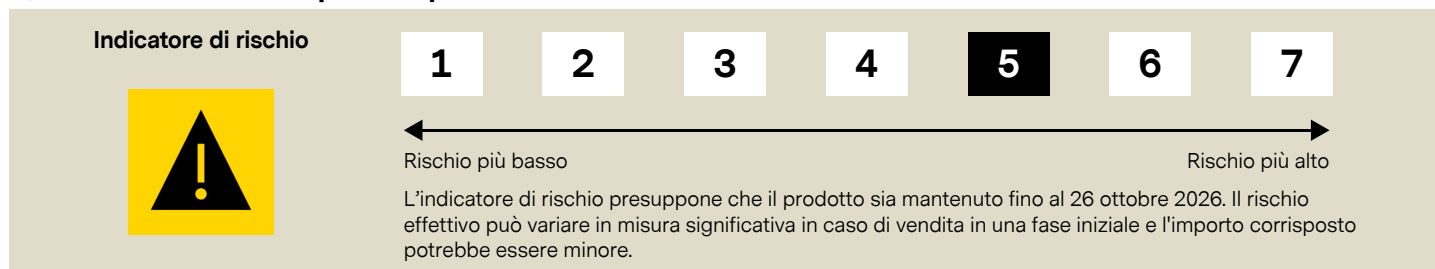 Indicatore di rischio
1 2 3 4 5 6 7
Rischio più basso Rischio più alto
L'indicatore di rischio presuppone che il prodotto sia mantenuto fino al 26 ottobre 2026. Il rischio
effettivo può variare in misura significativa in caso di vendita in una fase iniziale e l'importo corrisposto
potrebbe essere minore.